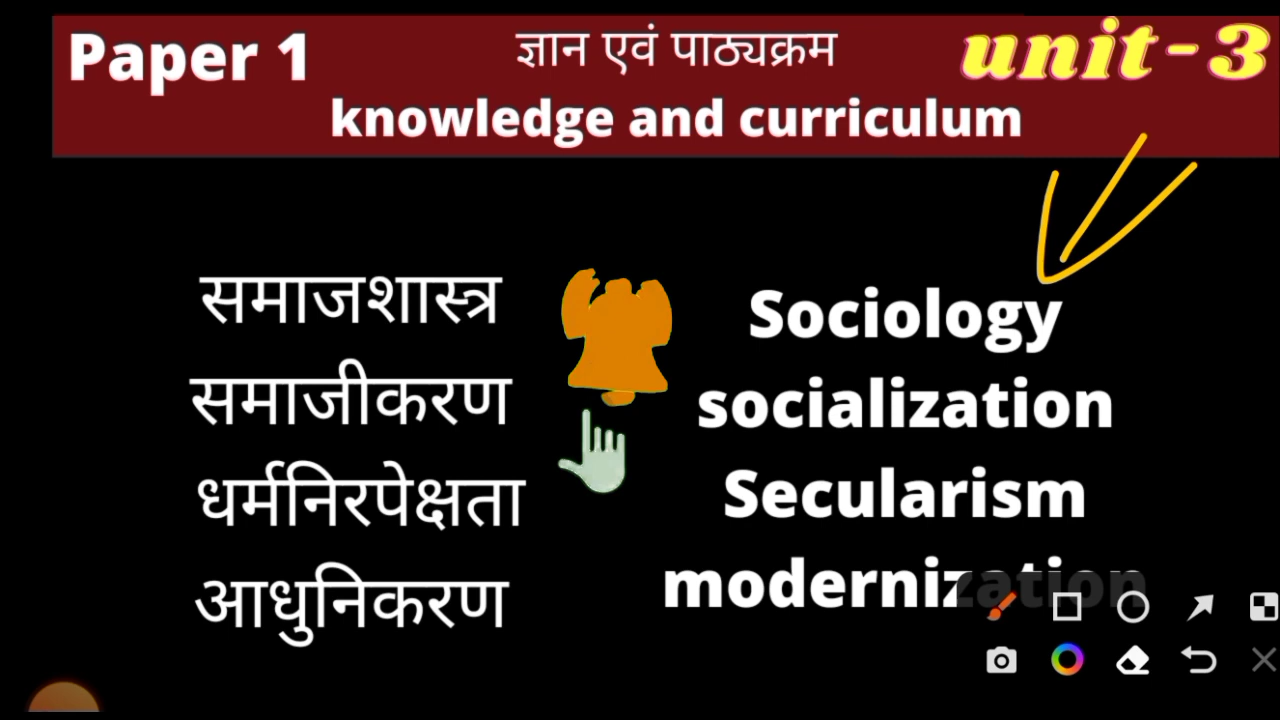 Paper 1
ज्ञान एवं पाठ्यक्रम
unit-3
knowledge and curriculum
समाजशास्त्र
Sociology
समाजीकरण
socialization
धर्मनिरपेक्षता
Secularism
आधुनिकरण
modernization